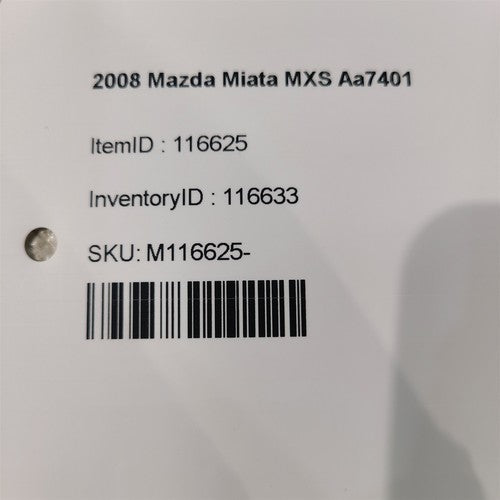 2008 Mazda Miata MXS Aa7401
ItemID : 116625
InventoryID : 116633
SKU: M116625-